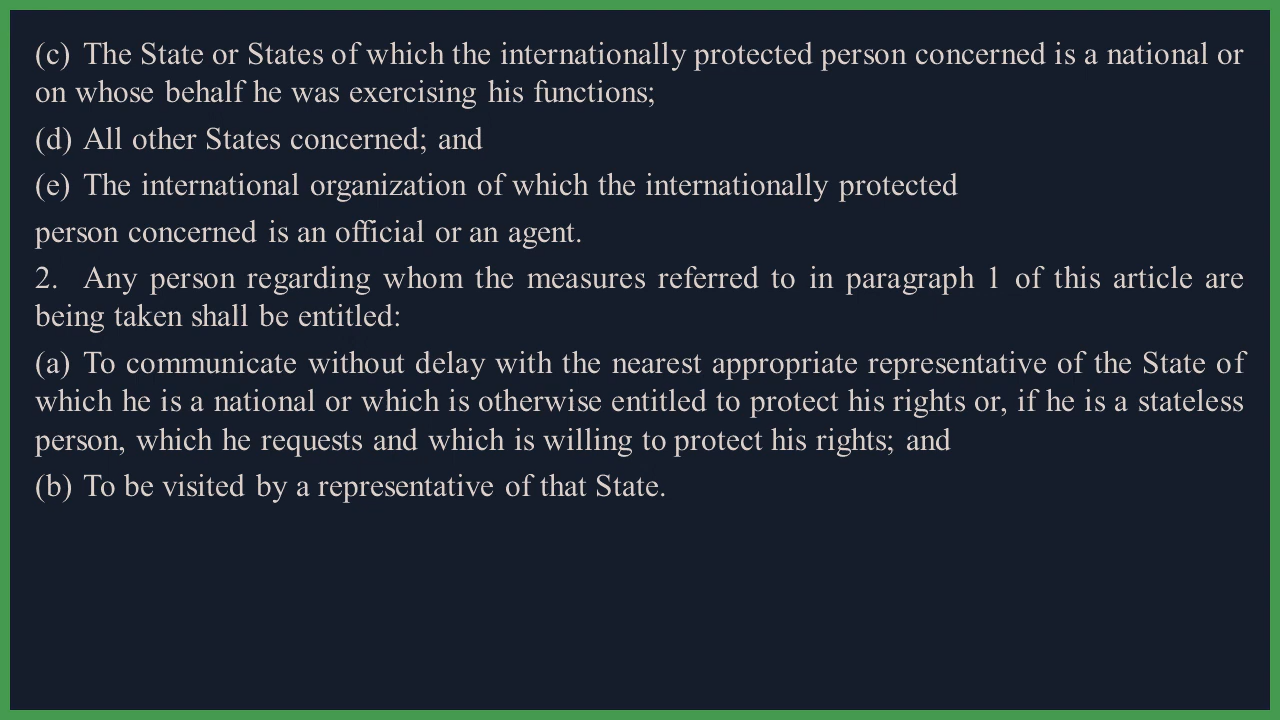 (c) The State or States of which the internationally protected person concerned is a national or
on whose behalf he was exercising his functions;
(d) All other States concerned; and
(e) The international organization of which the internationally protected
person concerned is an official or an agent.
2. Any person regarding whom the measures referred to in paragraph 1 of this article are
being taken shall be entitled:
(a) To communicate without delay with the nearest appropriate representative of the State of
which he is a national or which is otherwise entitled to protect his rights or, if he is a stateless
person, which he requests and which is willing to protect his rights; and
(b) To be visited by a representative of that State.